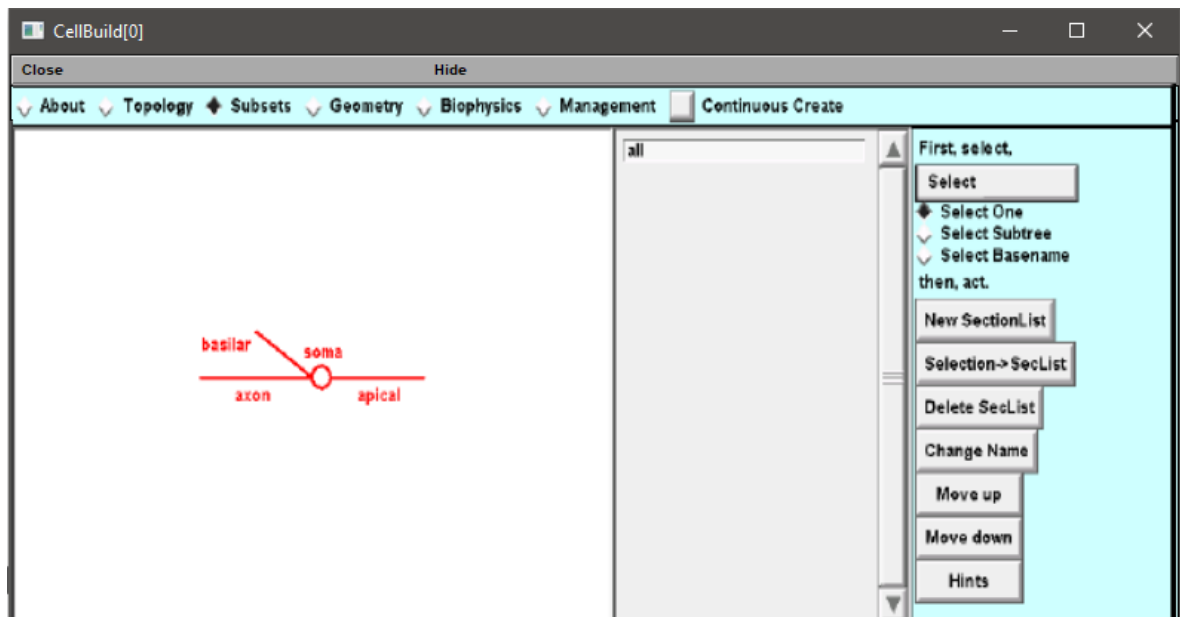 CellBuild[0]
Close Hide
About Topology Subsets Geometry Biophysics Management Continuous Create
basilar soma
axon apical
all
First, select,
Select
Select One
Select Subtree
Select Basename
then, act.
New SectionList
Selection->SecList
Delete SecList
Change Name
Move up
Move down
Hints